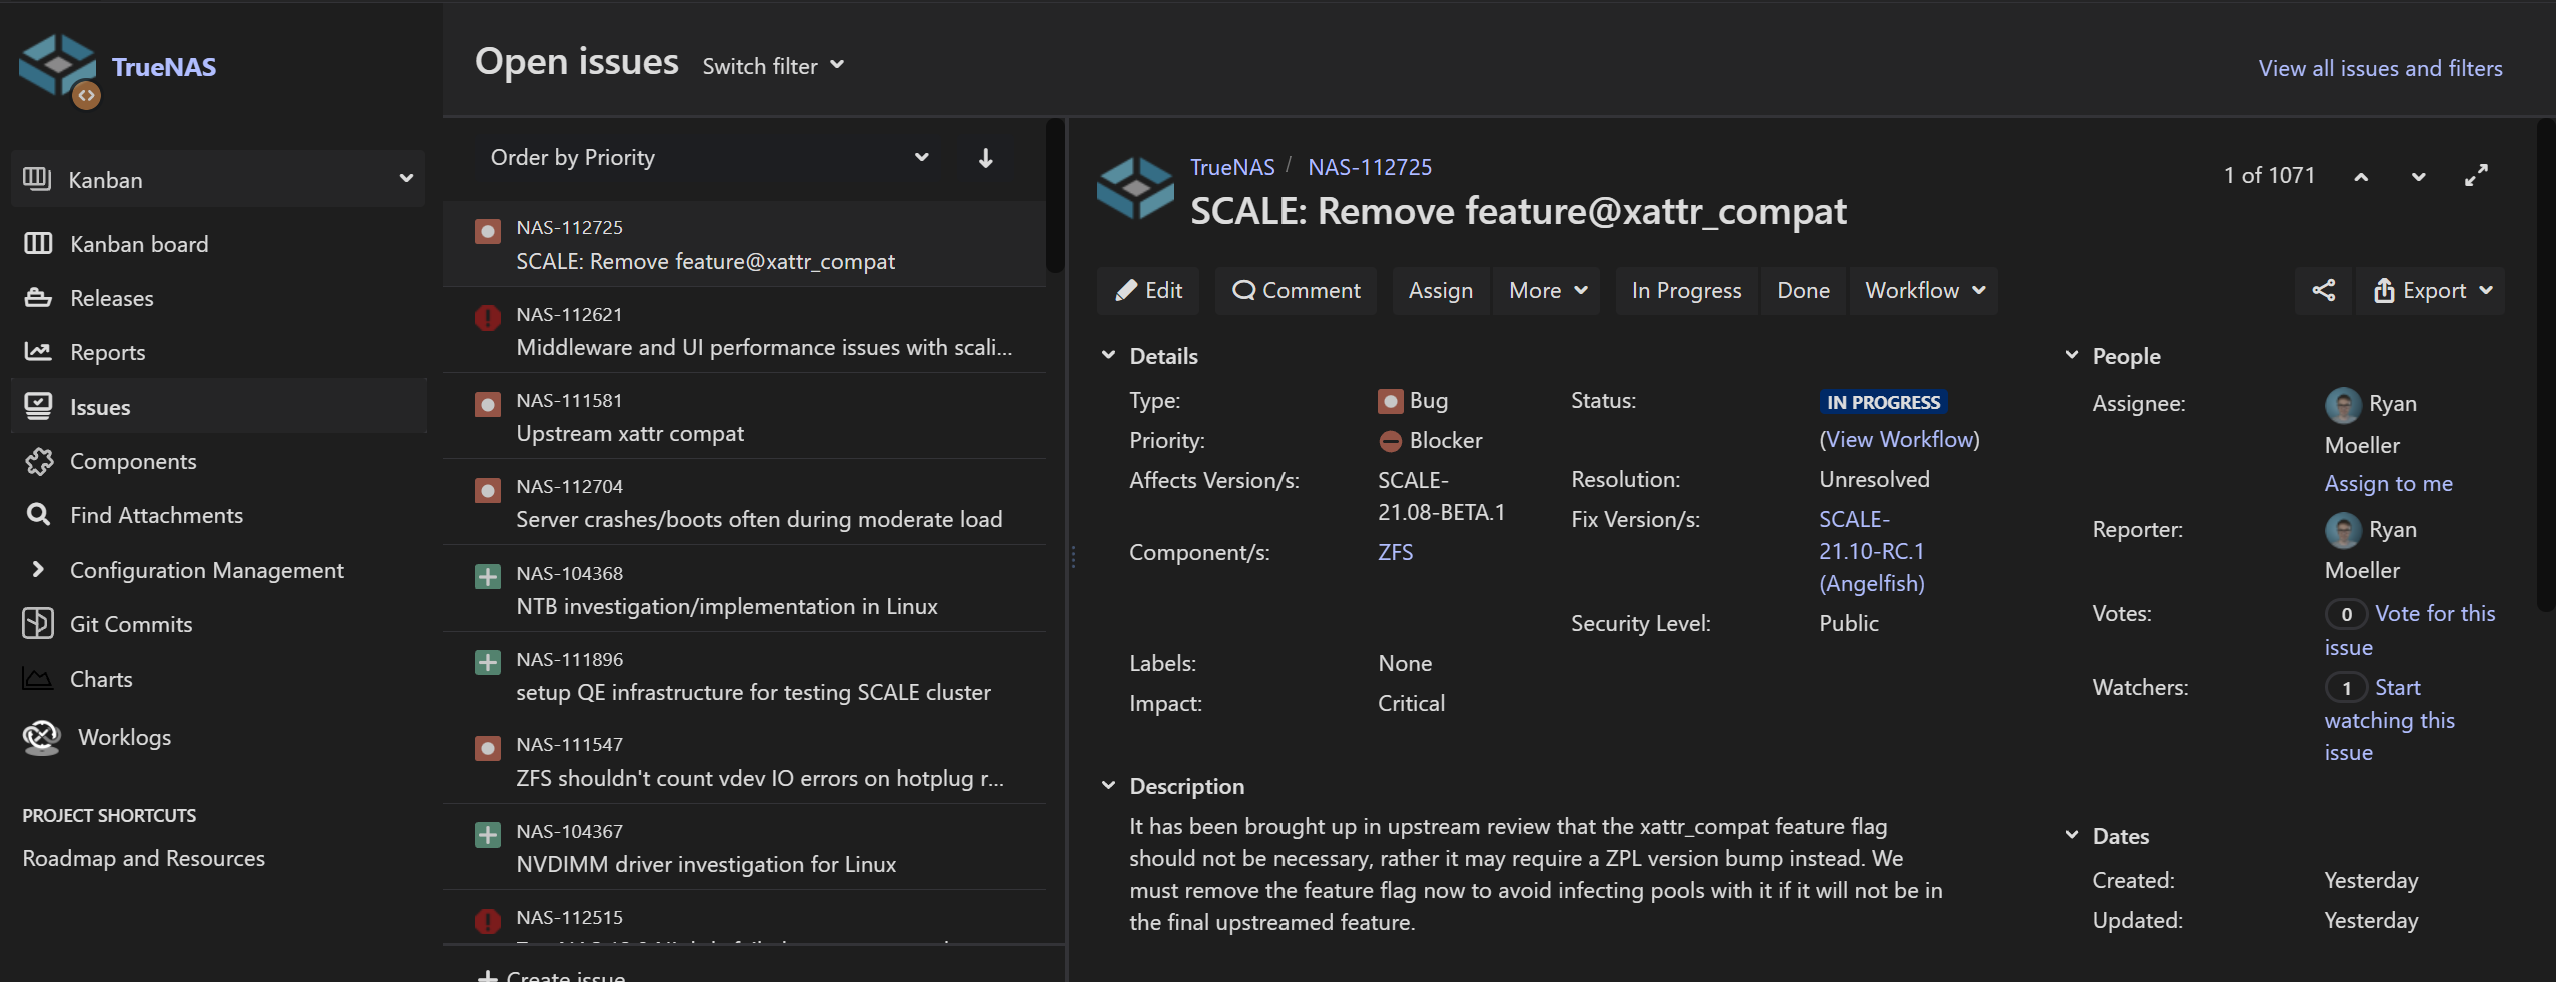 TrueNAS
Kanban
Kanban board
Releases
Reports
Issues
Components
Find Attachments
Configuration Management
Git Commits
Charts
Worklogs
PROJECT SHORTCUTS
Roadmap and Resources
Open issues Switch filter
View all issues and filters
Order by Priority
NAS-112725
SCALE: Remove feature@xattr_compat
NAS-112621
Middleware and UI performance issues with scali...
NAS-111581
Upstream xattr compat
NAS-112704
Server crashes/boots often during moderate load
NAS-104368
NTB investigation/implementation in Linux
NAS-111896
setup QE infrastructure for testing SCALE cluster
NAS-111547
ZFS shouldn't count vdev IO errors on hotplug r...
NAS-104367
NVDIMM driver investigation for Linux
NAS-112515
Create issue
TrueNAS / NAS-112725
1 of 1071
SCALE: Remove feature@xattr_compat
Edit Comment Assign More In Progress Done Workflow Export
Details
Type: Bug
Priority: Blocker
Affects Version/s: SCALE-
21.08-BETA.1
Component/s: ZFS
Labels: None
Impact: Critical
Status: IN PROGRESS
(View Workflow)
Resolution: Unresolved
Fix Version/s: SCALE-
21.10-RC.1
(Angelfish)
Security Level: Public
Description
It has been brought up in upstream review that the xattr_compat feature flag
should not be necessary, rather it may require a ZPL version bump instead. We
must remove the feature flag now to avoid infecting pools with it if it will not be in
the final upstreamed feature.
People
Assignee: Ryan
Moeller
Assign to me
Reporter: Ryan
Moeller
Votes: 0 Vote for this
issue
Watchers: 1 Start
watching this
issue
Dates
Created: Yesterday
Updated: Yesterday